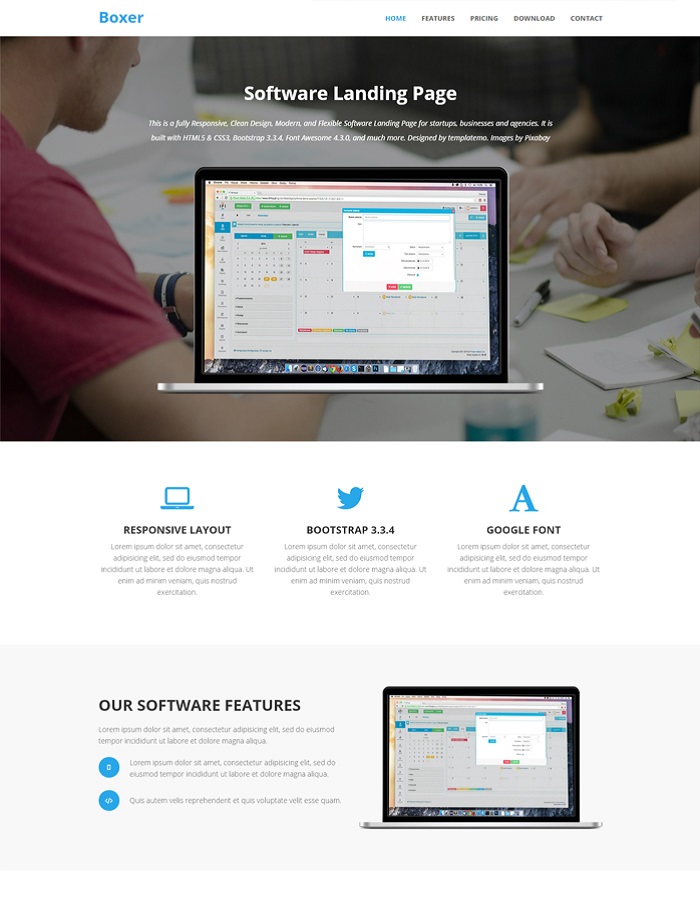 Boxer
HOME FEATURES PRICING DOWNLOAD CONTACT
Software Landing Page
This is a fully Responsive, Clean Design, Modern, and Flexible Software Landing Page for startups, businesses and agencies. It is
built with HTML5 & CSS3, Bootstrap 3.3.4, Font Awesome 4.3.0, and much more. Designed by templatemo. Images by Pixabay
RESPONSIVE LAYOUT
Lorem ipsum dolor sit amet, consectetur
adipisicing elit, sed do eiusmod tempor
incididunt ut labore et dolore magna aliqua. Ut
enim ad minim veniam, quis nostrud
exercitation.
BOOTSTRAP 3.3.4
Lorem ipsum dolor sit amet, consectetur
adipisicing elit, sed do eiusmod tempor
incididunt ut labore et dolore magna aliqua. Ut
enim ad minim veniam, quis nostrud
exercitation.
GOOGLE FONT
Lorem ipsum dolor sit amet, consectetur
adipisicing elit, sed do eiusmod tempor
incididunt ut labore et dolore magna aliqua. Ut
enim ad minim veniam, quis nostrud
exercitation.
OUR SOFTWARE FEATURES
Lorem ipsum dolor sit amet, consectetur adipisicing elit, sed do eiusmod
tempor incididunt ut labore et dolore magna aliqua.
Lorem ipsum dolor sit amet, consectetur adipisicing elit, sed do
eiusmod tempor incididunt ut labore et dolore magna aliqua.
Quis autem velis reprehenderit et quis voluptate velit esse quam.